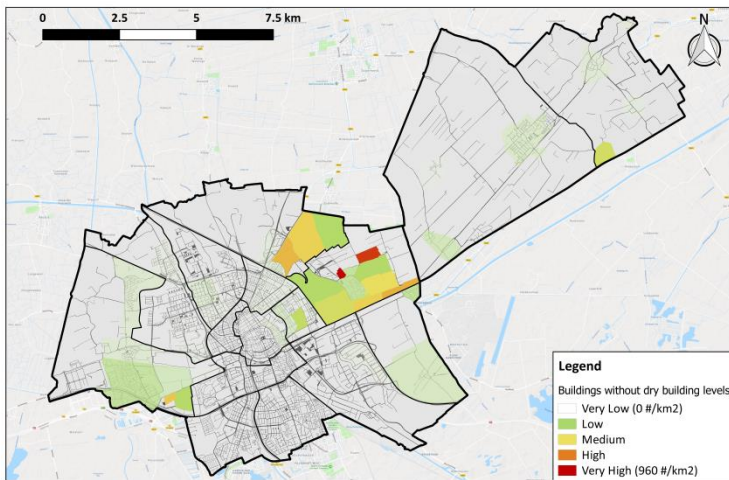 0 2.5 5 7.5 km
N
Legend
Buildings without dry building levels
Very Low (0 #/km2)
Low
Medium
High
Very High (960 #/km2)